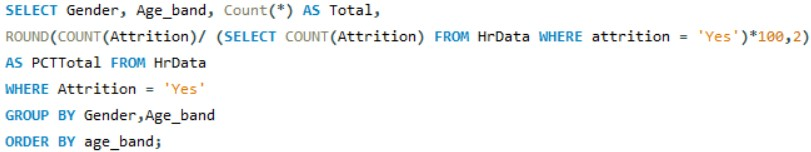 SELECT Gender, Age_band, Count(*) AS Total,
ROUND(COUNT(Attrition)/ (SELECT COUNT(Attrition) FROM HrData WHERE attrition = 'Yes')*100,2)
AS PCTTotal FROM HrData
WHERE Attrition = 'Yes'
GROUP BY Gender,Age_band
ORDER BY age_band;